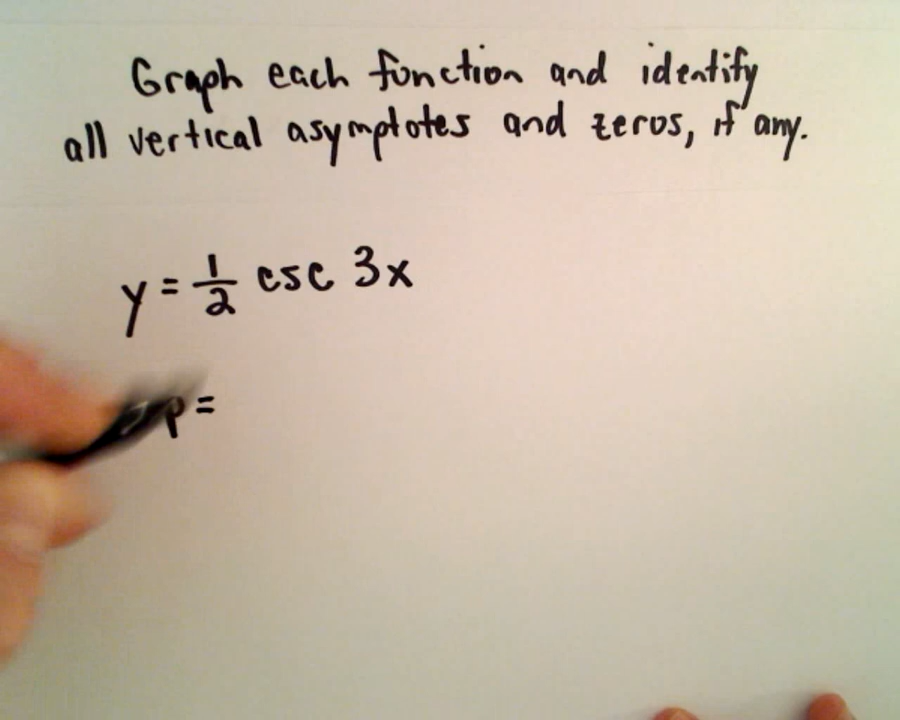 Graph each function and identify
all vertical asymptotes and zeros, if any.
y = 1/2 csc 3x
p =